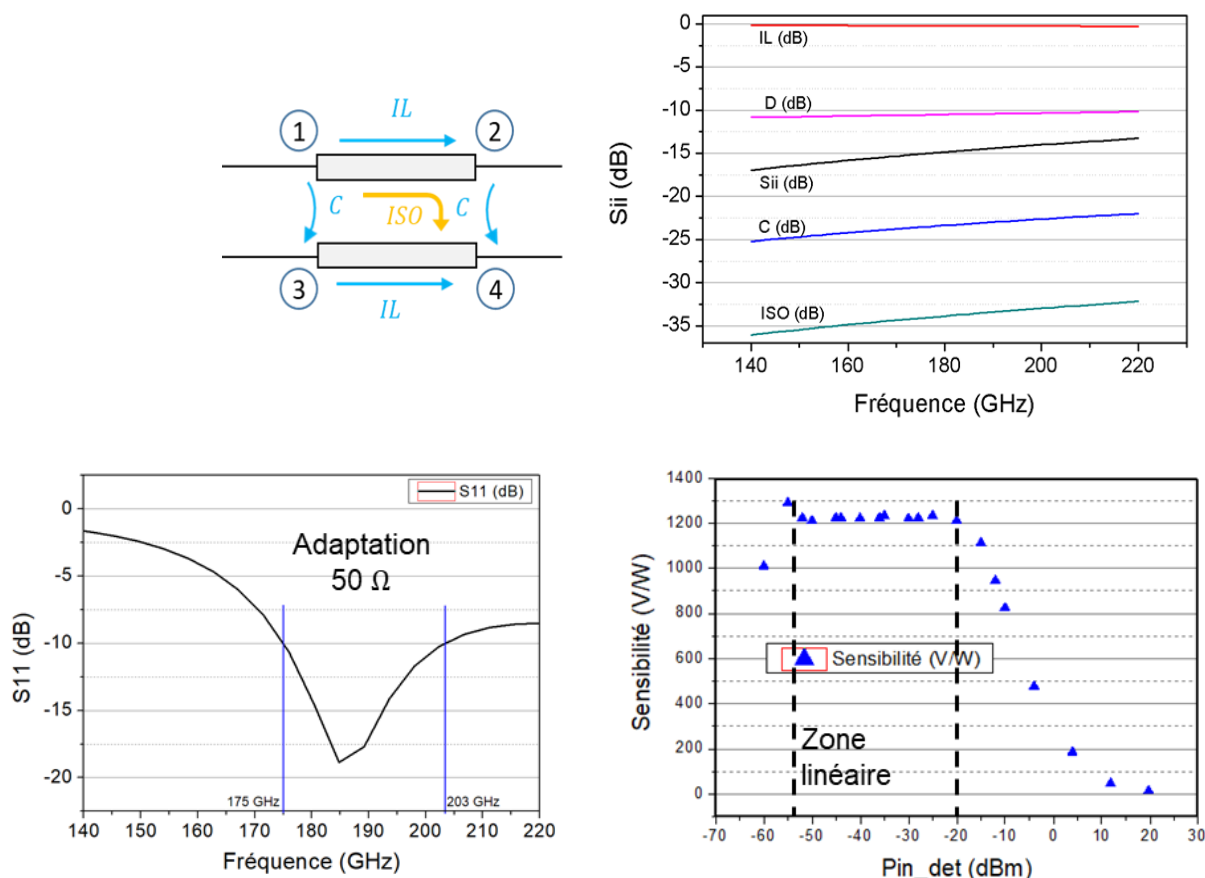 IL
1
2
C
ISO
C
3
4
IL
Sii (dB)
0
-5
-10
-15
-20
-25
-30
-35
IL (dB)
D (dB)
Sii (dB)
C (dB)
ISO (dB)
140
160
180
200
220
Fréquence (GHz)
S11 (dB)
0
-5
-10
-15
-20
S11 (dB)
Adaptation
50 Ω
175 GHz
203 GHz
140
150
160
170
180
190
200
210
220
Fréquence (GHz)
Sensibilité (V/W)
1400
1200
1000
800
600
400
200
0
Sensibilité (V/W)
Zone
linéaire
-70
-60
-50
-40
-30
-20
-10
0
10
20
30
Pin_det (dBm)